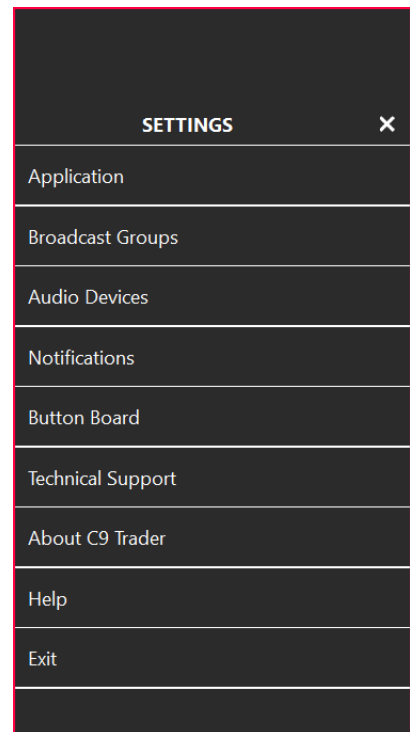 SETTINGS
Application
Broadcast Groups
Audio Devices
Notifications
Button Board
Technical Support
About C9 Trader
Help
Exit